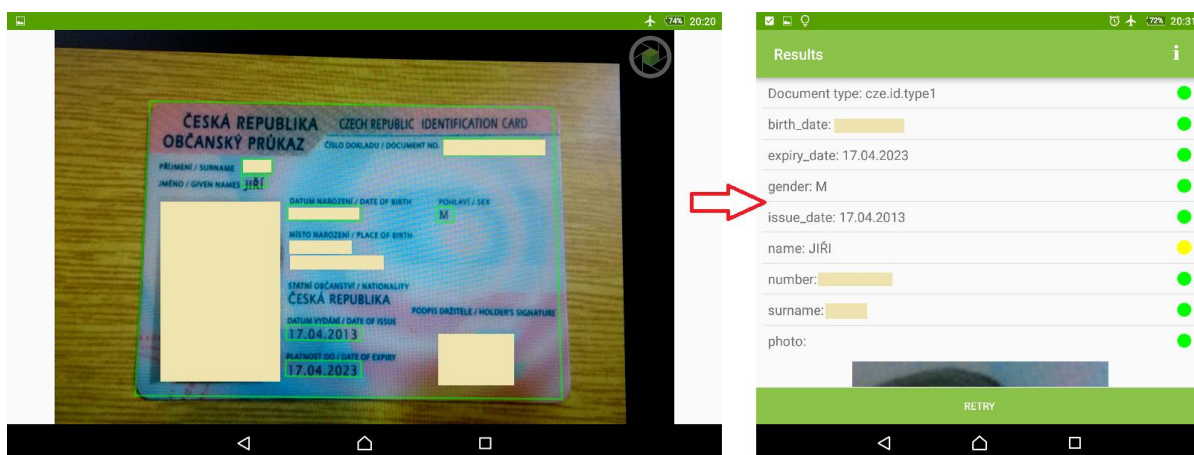 74% 20:20
ČESKÁ REPUBLIKA CZECH REPUBLIC IDENTIFICATION CARD
OBČANSKÝ PRŮKAZ ČÍSLO DOKLADU / DOCUMENT NO.
PŘÍJMENÍ / SURNAME
JMÉNO / GIVEN NAMES JIŘÍ
DATUM NAROZENÍ / DATE OF BIRTH POHLAVÍ / SEX
M
MÍSTO NAROZENÍ / PLACE OF BIRTH
STÁTNÍ OBČANSTVÍ / NATIONALITY
ČESKÁ REPUBLIKA
PODPIS DRŽITELE / HOLDER'S SIGNATURE
DATUM VYDÁNÍ / DATE OF ISSUE
17.04.2013
PLATNOST DO / DATE OF EXPIRY
17.04.2023
72% 20:31
Results
Document type: cze.id.type1
birth_date:
expiry_date: 17.04.2023
gender: M
issue_date: 17.04.2013
name: JIŘI
number:
surname:
photo:
RETRY